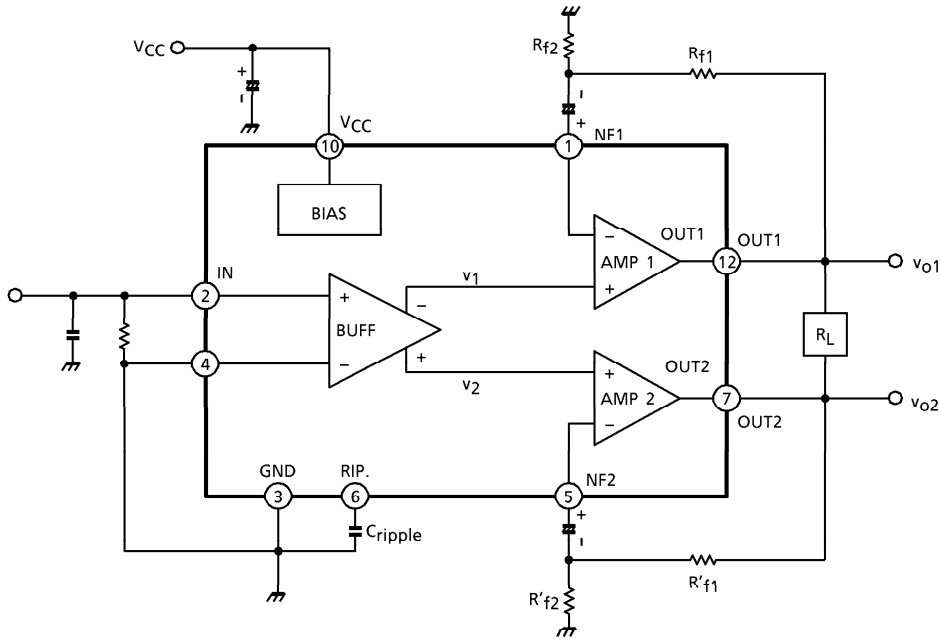 Rf2
Rf1
VCC
+
−
−
+
VCC
10
1
NF1
BIAS
−
AMP 1
+
OUT1
OUT1
12
vo1
IN
2
+
BUFF
−
−
+
v1
v2
4
RL
+
AMP 2
−
OUT2
7
OUT2
vo2
GND
3
RIP.
6
Cripple
NF2
5
+
−
R'f1
R'f2